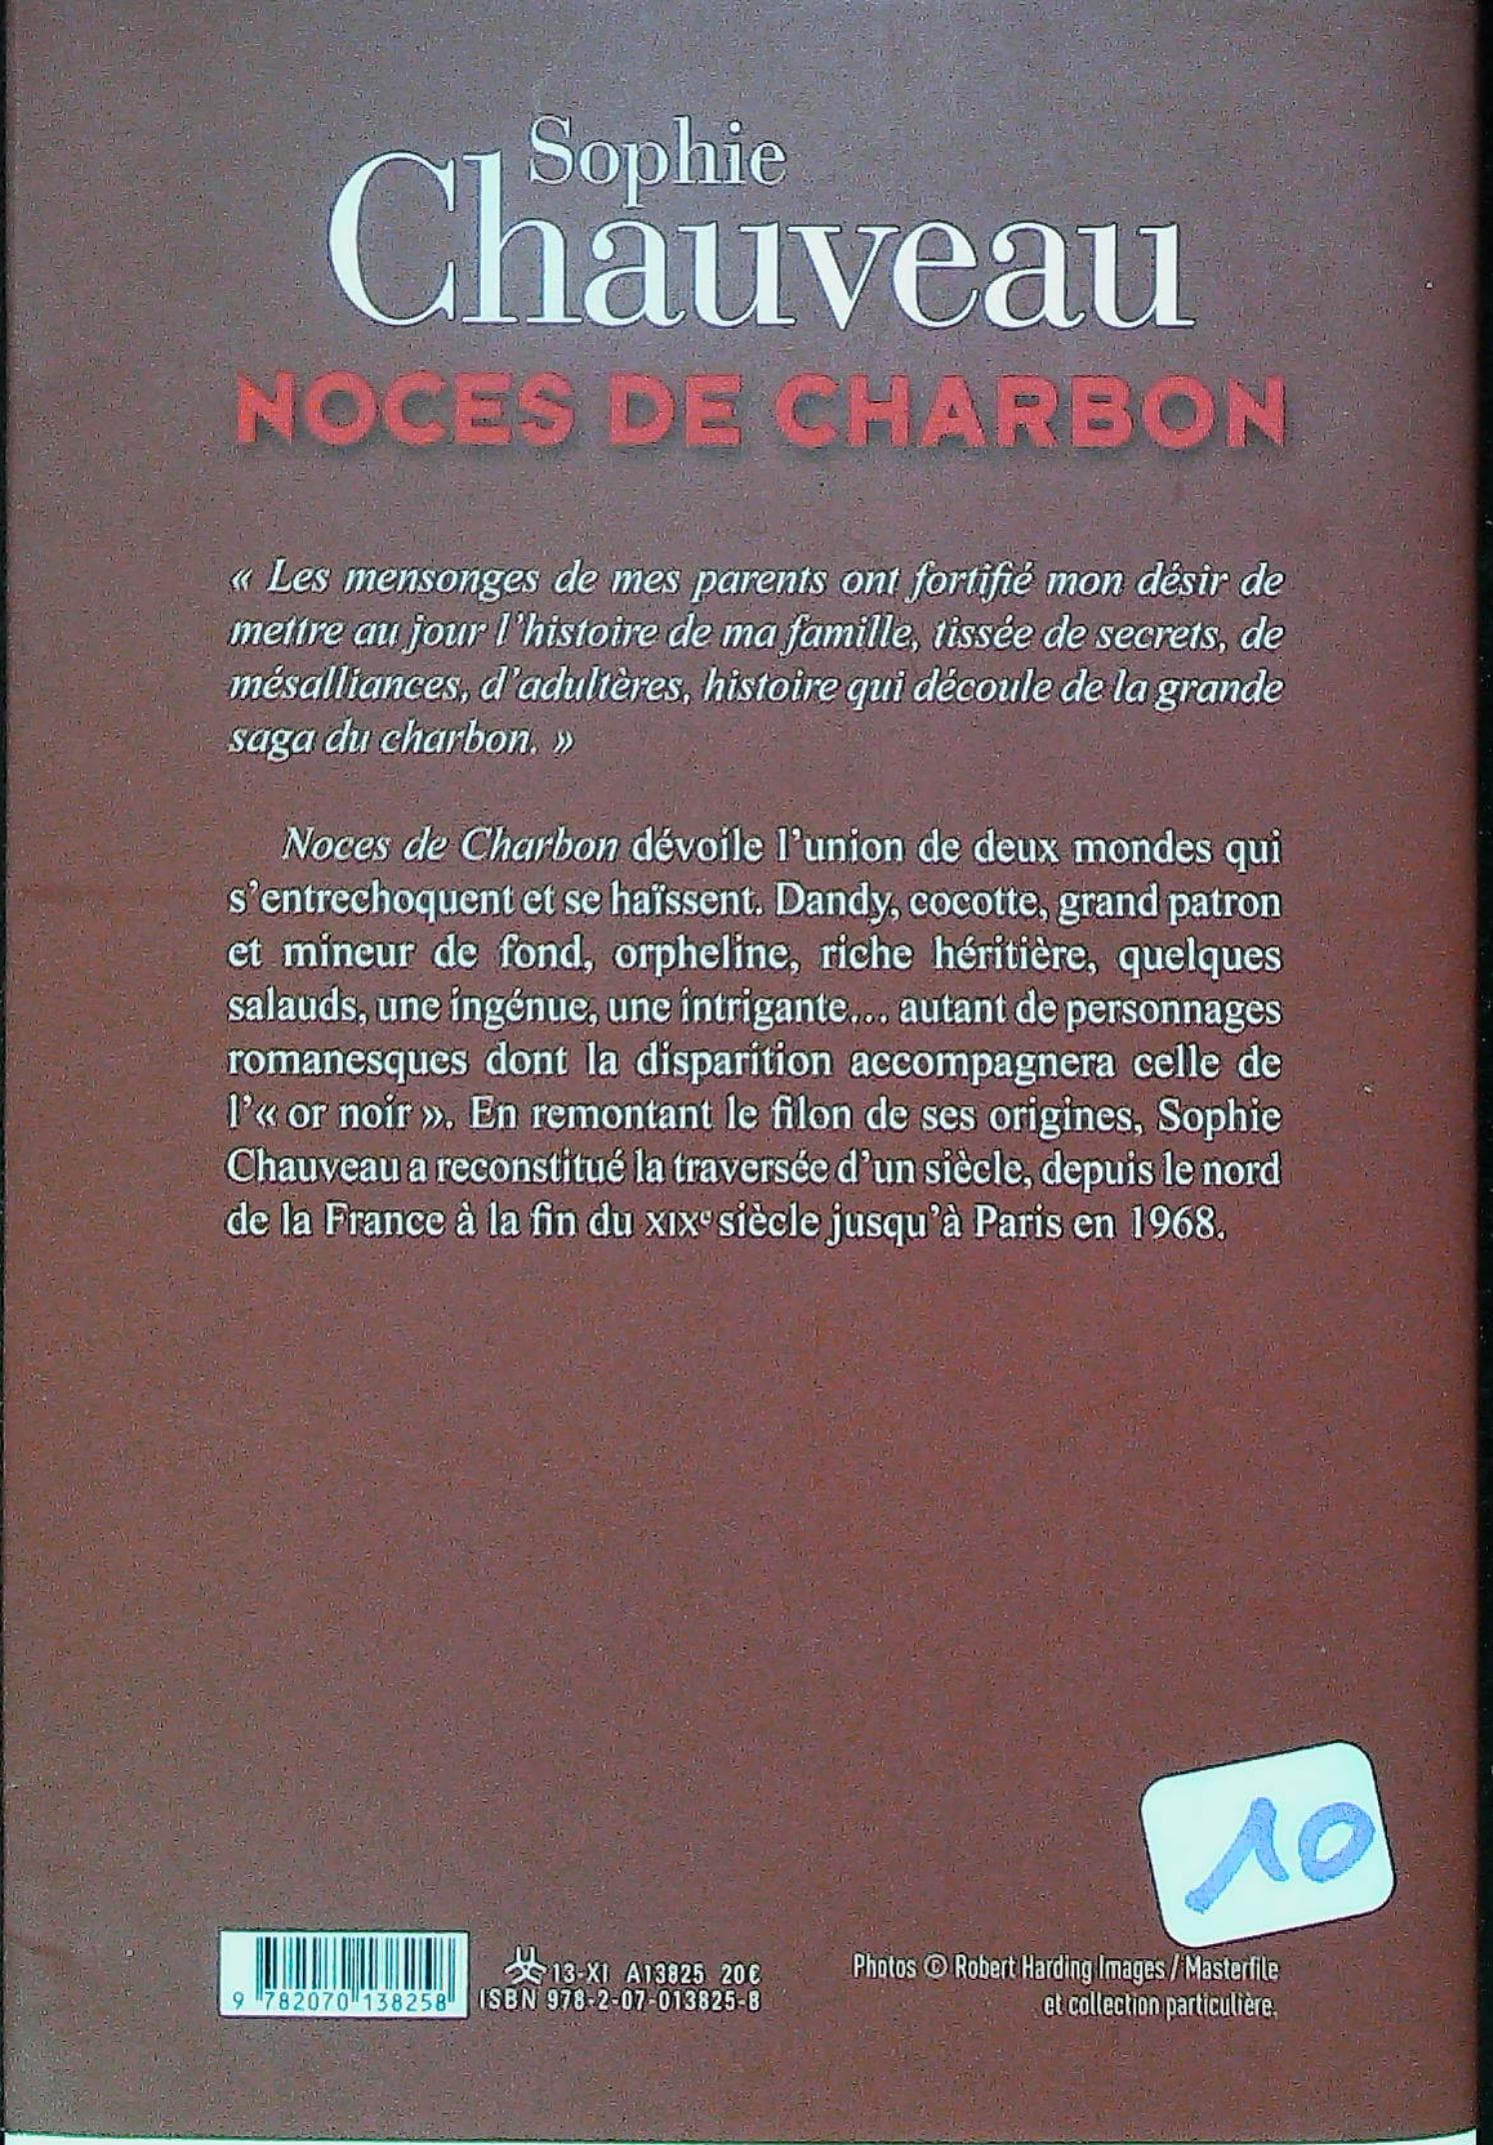 Sophie
Chauveau
NOCES DE CHARBON
« Les mensonges de mes parents ont fortifié mon désir de
mettre au jour l'histoire de ma famille, tissée de secrets, de
mésalliances, d'adultères, histoire qui découle de la grande
saga du charbon. »
Noces de Charbon dévoile l'union de deux mondes qui
s'entrechoquent et se haïssent. Dandy, cocotte, grand patron
et mineur de fond, orpheline, riche héritière, quelques
salauds, une ingénue, une intrigante... autant de personnages
romanesques dont la disparition accompagnera celle de
l'« or noir ». En remontant le filon de ses origines, Sophie
Chauveau a reconstitué la traversée d'un siècle, depuis le nord
de la France à la fin du XIXe siècle jusqu'à Paris en 1968.
10
13-XI A13825 20€
ISBN 978-2-07-013825-8
9 782070 138258
Photos © Robert Harding Images / Masterfile
et collection particulière.